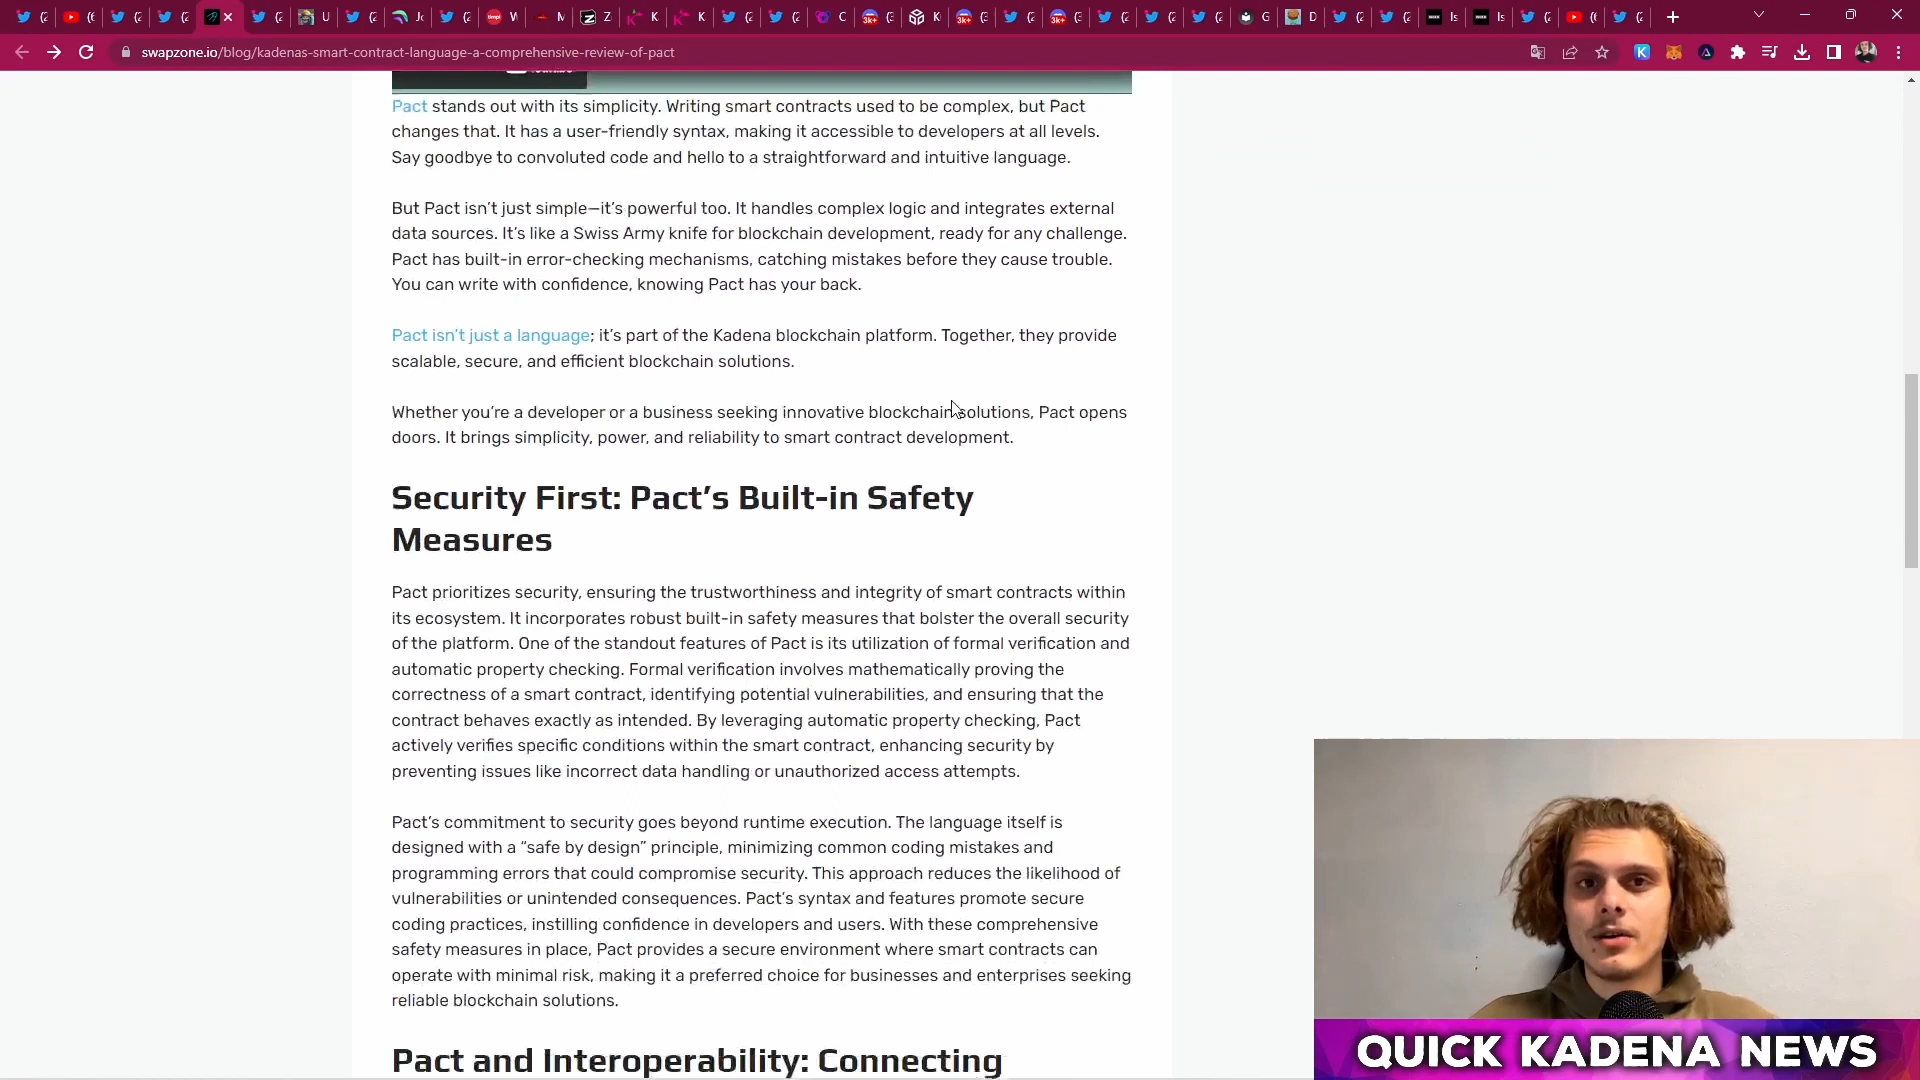 swapzone.io/blog/kadenas-smart-contract-language-a-comprehensive-review-of-pact
Pact stands out with its simplicity. Writing smart contracts used to be complex, but Pact
changes that. It has a user-friendly syntax, making it accessible to developers at all levels.
Say goodbye to convoluted code and hello to a straightforward and intuitive language.
But Pact isn't just simple—it's powerful too. It handles complex logic and integrates external
data sources. It's like a Swiss Army knife for blockchain development, ready for any challenge.
Pact has built-in error-checking mechanisms, catching mistakes before they cause trouble.
You can write with confidence, knowing Pact has your back.
Pact isn't just a language; it's part of the Kadena blockchain platform. Together, they provide
scalable, secure, and efficient blockchain solutions.
Whether you're a developer or a business seeking innovative blockchain solutions, Pact opens
doors. It brings simplicity, power, and reliability to smart contract development.
Security First: Pact's Built-in Safety
Measures
Pact prioritizes security, ensuring the trustworthiness and integrity of smart contracts within
its ecosystem. It incorporates robust built-in safety measures that bolster the overall security
of the platform. One of the standout features of Pact is its utilization of formal verification and
automatic property checking. Formal verification involves mathematically proving the
correctness of a smart contract, identifying potential vulnerabilities, and ensuring that the
contract behaves exactly as intended. By leveraging automatic property checking, Pact
actively verifies specific conditions within the smart contract, enhancing security by
preventing issues like incorrect data handling or unauthorized access attempts.
Pact's commitment to security goes beyond runtime execution. The language itself is
designed with a “safe by design” principle, minimizing common coding mistakes and
programming errors that could compromise security. This approach reduces the likelihood of
vulnerabilities or unintended consequences. Pact's syntax and features promote secure
coding practices, instilling confidence in developers and users. With these comprehensive
safety measures in place, Pact provides a secure environment where smart contracts can
operate with minimal risk, making it a preferred choice for businesses and enterprises seeking
reliable blockchain solutions.
Pact and Interoperability: Connecting
QUICK KADENA NEWS